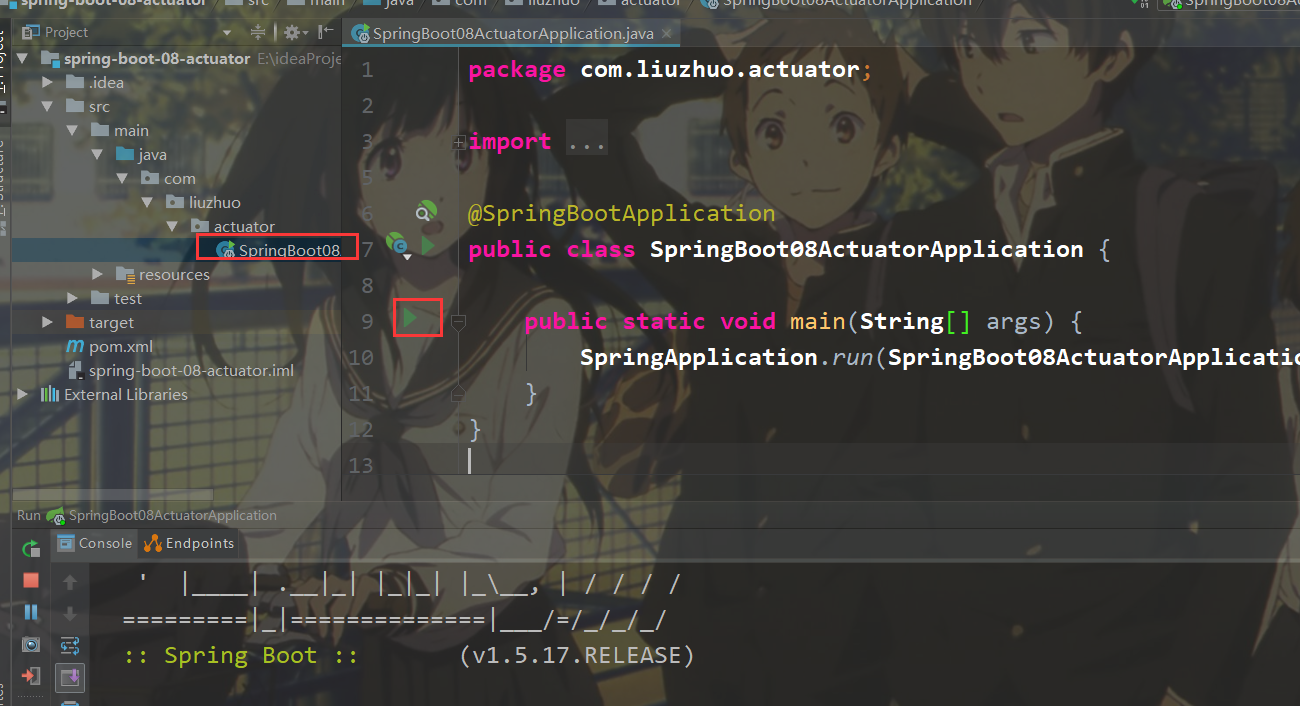 spring-boot-08-actuator src main java com liuzhuo actuator SpringBoot08ActuatorApplication
Project
SpringBoot08ActuatorApplication.java
spring-boot-08-actuator E:\ideaProje
.idea
src
main
java
com
liuzhuo
actuator
SpringBoot08
resources
test
target
pom.xml
spring-boot-08-actuator.iml
External Libraries
1 package com.liuzhuo.actuator;
2
3 import ...
5
6 @SpringBootApplication
7 public class SpringBoot08ActuatorApplication {
8
9 public static void main(String[] args) {
10 SpringApplication.run(SpringBoot08ActuatorApplicatio
11 }
12 }
13
Run SpringBoot08ActuatorApplication
Console Endpoints
'  |____| .__|_| |_|_| |_\__, | / / / /
=========|_|==============|___/=/_/_/_/
:: Spring Boot ::        (v1.5.17.RELEASE)